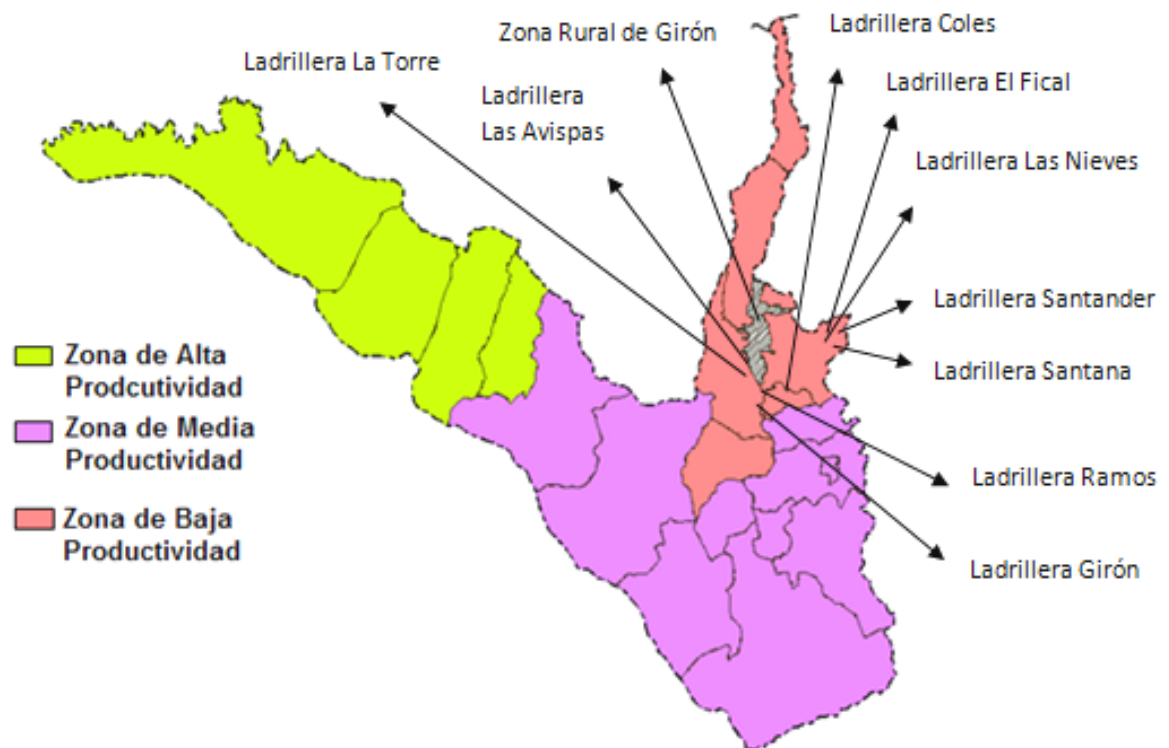 Zona Rural de Girón
Ladrillera Coles
Ladrillera La Torre
Ladrillera
Las Avispas
Ladrillera El Fical
Ladrillera Las Nieves
Ladrillera Santander
Ladrillera Santana
Ladrillera Ramos
Ladrillera Girón
Zona de Alta
Prodcutividad
Zona de Media
Productividad
Zona de Baja
Productividad